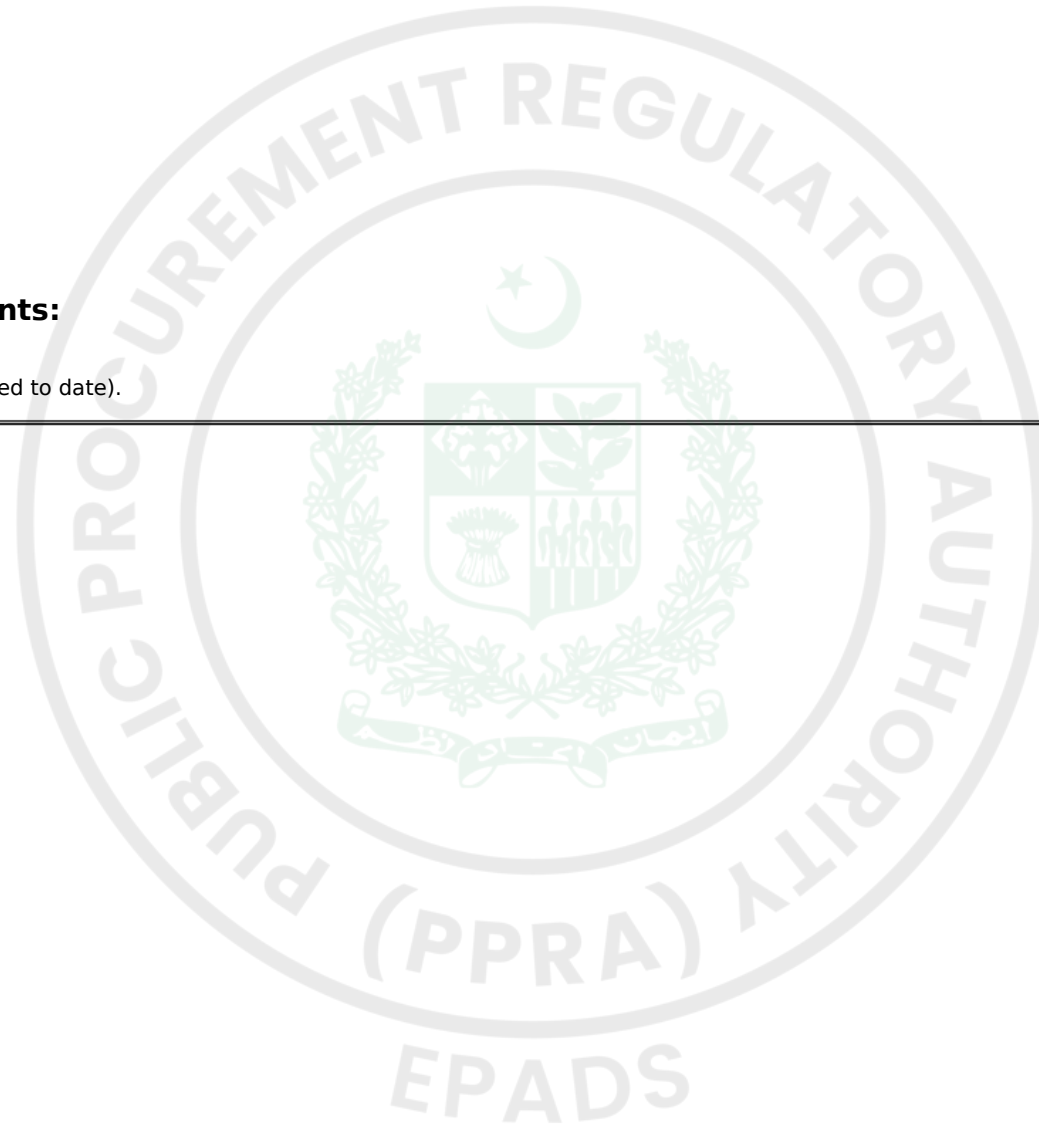 PUBLIC PROCUREMENT REGULATORY AUTHORITY
nts:
ed to date).
(PPRA)
EPADS